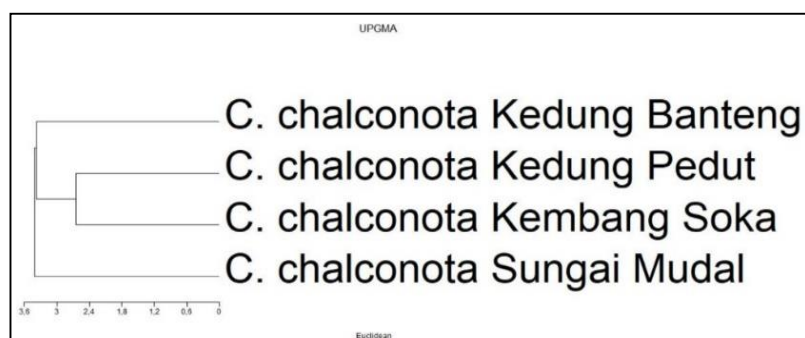 UPGMA
C. chalconota Kedung Banteng
C. chalconota Kedung Pedut
C. chalconota Kembang Soka
C. chalconota Sungai Mudal
3,6 3 2,4 1,8 1,2 0,6 0
Euclidean